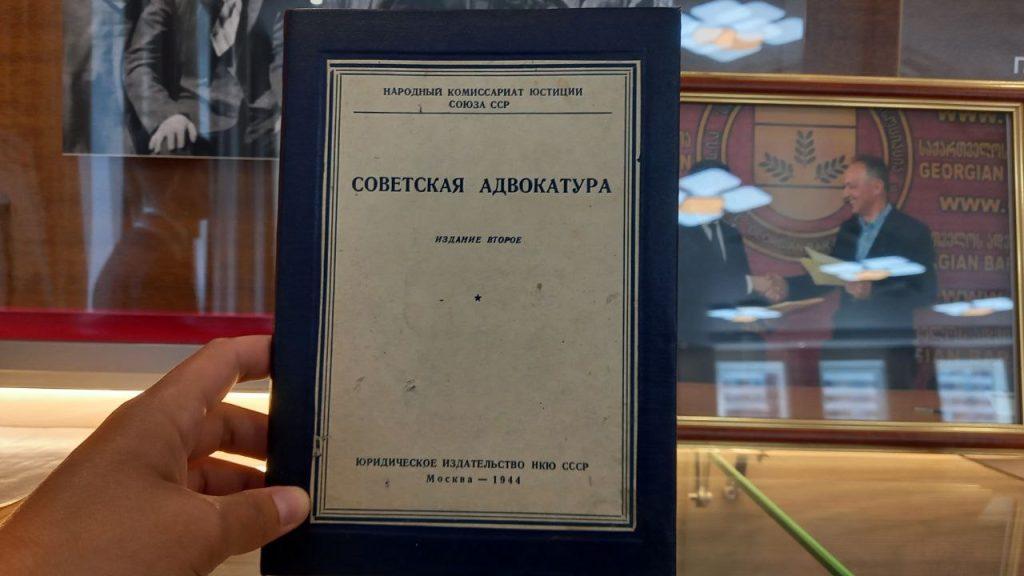 НАРОДНЫЙ КОМИССАРИАТ ЮСТИЦИИ
СОЮЗА ССР
СОВЕТСКАЯ АДВОКАТУРА
ИЗДАНИЕ ВТОРОЕ
ЮРИДИЧЕСКОЕ ИЗДАТЕЛЬСТВО НКЮ СССР
Москва — 1944
GEORGIAN
www.